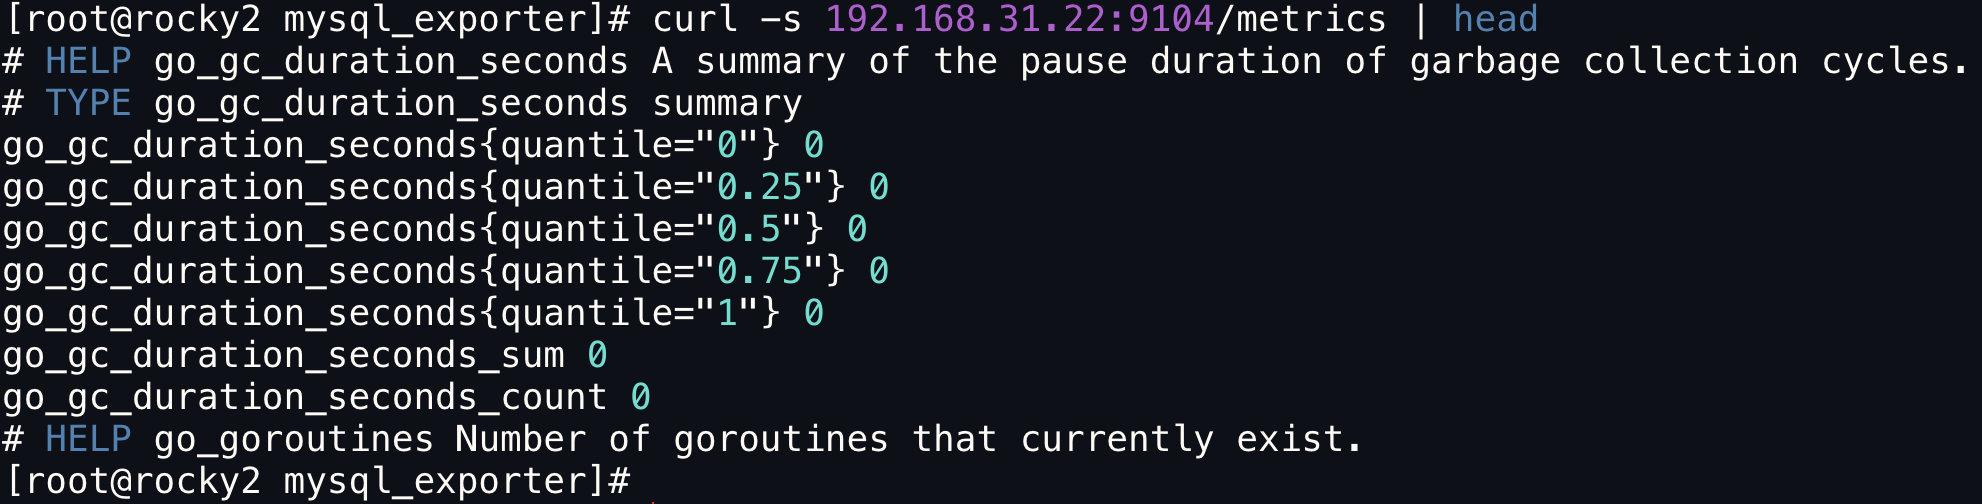 [root@rocky2 mysql_exporter]# curl -s 192.168.31.22:9104/metrics | head
# HELP go_gc_duration_seconds A summary of the pause duration of garbage collection cycles.
# TYPE go_gc_duration_seconds summary
go_gc_duration_seconds{quantile="0"} 0
go_gc_duration_seconds{quantile="0.25"} 0
go_gc_duration_seconds{quantile="0.5"} 0
go_gc_duration_seconds{quantile="0.75"} 0
go_gc_duration_seconds{quantile="1"} 0
go_gc_duration_seconds_sum 0
go_gc_duration_seconds_count 0
# HELP go_goroutines Number of goroutines that currently exist.
[root@rocky2 mysql_exporter]#